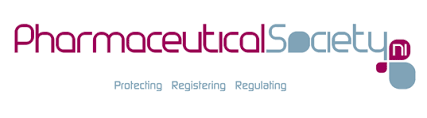 PharmaceuticalSociety ni
Protecting Registering Regulating